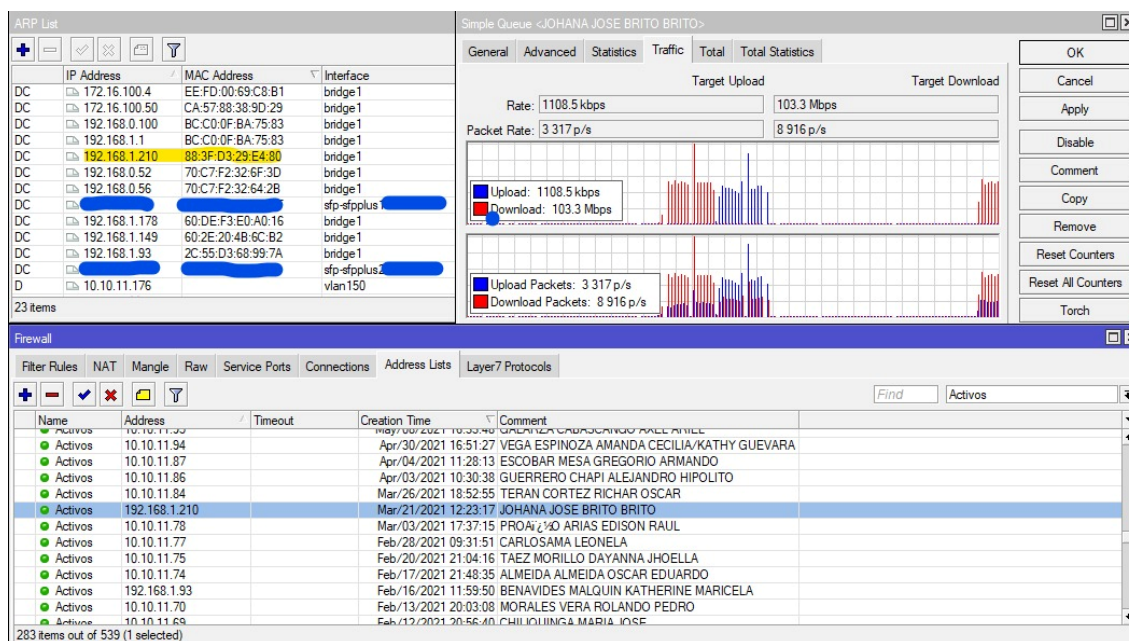 ARP List
IP Address MAC Address Interface
DC 172.16.100.4 EE:FD:00:69:C8:B1 bridge1
DC 172.16.100.50 CA:57:88:38:9D:29 bridge1
DC 192.168.0.100 BC:C0:0F:BA:75:83 bridge1
DC 192.168.1.1 BC:C0:0F:BA:75:83 bridge1
DC 192.168.1.210 88:3F:D3:29:E4:80 bridge1
DC 192.168.0.52 70:C7:F2:32:6F:3D bridge1
DC 192.168.0.56 70:C7:F2:32:64:2B bridge1
DC sfp-sfpplus1
DC 192.168.1.178 60:DE:F3:E0:A0:16 bridge1
DC 192.168.1.149 60:2E:20:4B:6C:B2 bridge1
DC 192.168.1.93 2C:55:D3:68:99:7A bridge1
DC sfp-sfpplus2
D 10.10.11.176 vlan150
23 items
Simple Queue <JOHANA JOSE BRITO BRITO>
General Advanced Statistics Traffic Total Total Statistics
Target Upload Target Download
Rate: 1108.5 kbps 103.3 Mbps
Packet Rate: 3 317 p/s 8 916 p/s
Upload: 1108.5 kbps
Download: 103.3 Mbps
Upload Packets: 3 317 p/s
Download Packets: 8 916 p/s
OK
Cancel
Apply
Disable
Comment
Copy
Remove
Reset Counters
Reset All Counters
Torch
Firewall
Filter Rules NAT Mangle Raw Service Ports Connections Address Lists Layer7 Protocols
Find Activos
Name Address Timeout Creation Time Comment
Activos 10.10.11.94 Apr/30/2021 16:51:27 VEGA ESPINOZA AMANDA CECILIA/KATHY GUEVARA
Activos 10.10.11.87 Apr/04/2021 11:28:13 ESCOBAR MESA GREGORIO ARMANDO
Activos 10.10.11.86 Apr/03/2021 10:30:38 GUERRERO CHAPI ALEJANDRO HIPOLITO
Activos 10.10.11.84 Mar/26/2021 18:52:55 TERAN CORTEZ RICHAR OSCAR
Activos 192.168.1.210 Mar/21/2021 12:23:17 JOHANA JOSE BRITO BRITO
Activos 10.10.11.78 Mar/03/2021 17:37:15 ARIAS EDISON RAUL
Activos 10.10.11.77 Feb/28/2021 09:31:51 CARLOSAMA LEONELA
Activos 10.10.11.75 Feb/20/2021 21:04:16 TAEZ MORILLO DAYANNA JHOELLA
Activos 10.10.11.74 Feb/17/2021 21:48:35 ALMEIDA ALMEIDA OSCAR EDUARDO
Activos 192.168.1.93 Feb/16/2021 11:59:50 BENAVIDES MALQUIN KATHERINE MARICELA
Activos 10.10.11.70 Feb/13/2021 20:03:08 MORALES VERA ROLANDO PEDRO
Activos 10.10.11.69 Feb/12/2021 20:56:40 CHILIQUINGA MARIA JOSE
283 items out of 539 (1 selected)